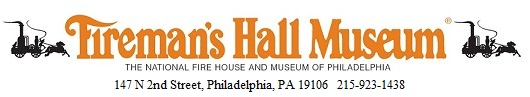 Fireman's Hall Museum®
THE NATIONAL FIRE HOUSE AND MUSEUM OF PHILADELPHIA
147 N 2nd Street, Philadelphia, PA 19106 215-923-1438